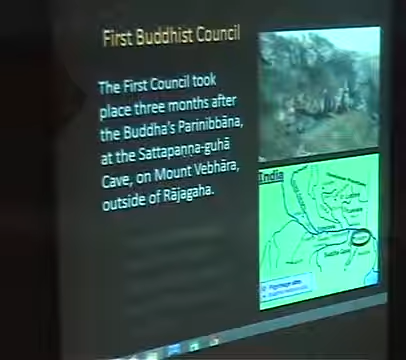 First Buddhist Council
The First Council took
place three months after
the Buddha's Parinibbāna,
at the Sattapaṇṇa-guhā
Cave, on Mount Vebhāra,
outside of Rājagaha.
India